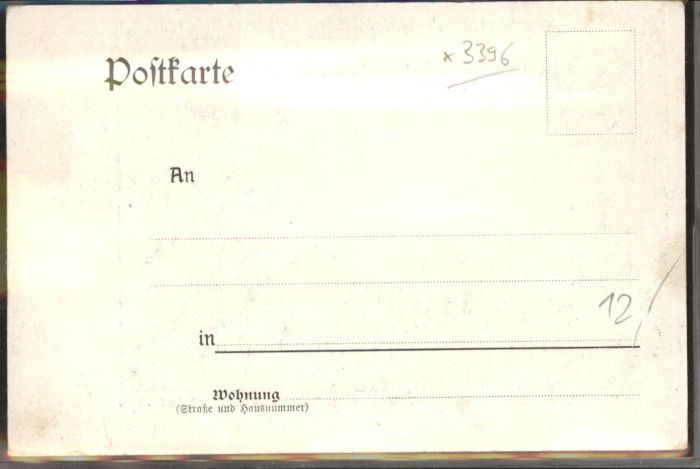 Postkarte
x 3396
An
12
in
Wohnung
(Straße und Hausnummer)